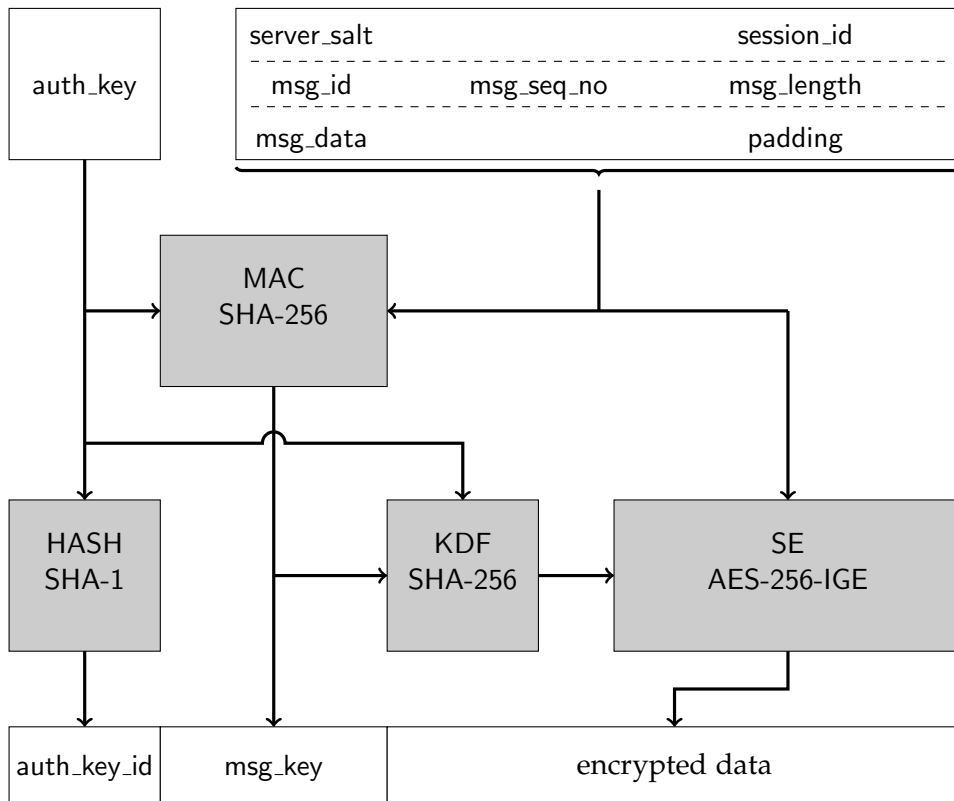 auth_key
server_salt session_id
msg_id msg_seq_no msg_length
msg_data padding
MAC
SHA-256
HASH
SHA-1
KDF
SHA-256
SE
AES-256-IGE
auth_key_id
msg_key
encrypted data